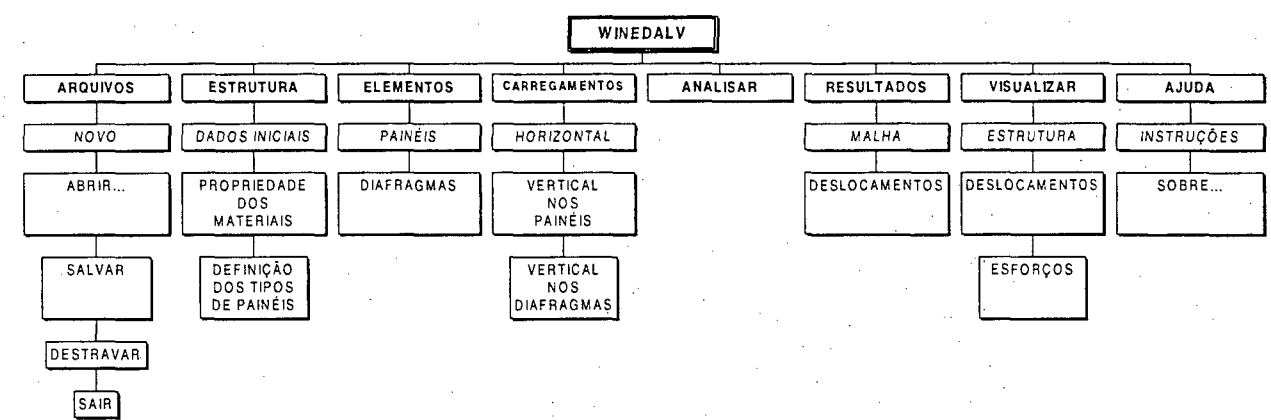 WINEDALV
ARQUIVOS
ESTRUTURA
ELEMENTOS
CARREGAMENTOS
ANALISAR
RESULTADOS
VISUALIZAR
AJUDA
NOVO
DADOS INICIAIS
PAINÉIS
HORIZONTAL
MALHA
ESTRUTURA
INSTRUÇÕES
ABRIR...
PROPRIEDADE
DOS
MATERIAIS
DIAFRAGMAS
VERTICAL
NOS
PAINÉIS
DESLOCAMENTOS
DESLOCAMENTOS
SOBRE...
SALVAR
DEFINIÇÃO
DOS TIPOS
DE PAINÉIS
VERTICAL
NOS
DIAFRAGMAS
ESFORÇOS
DESTRAVAR
SAIR